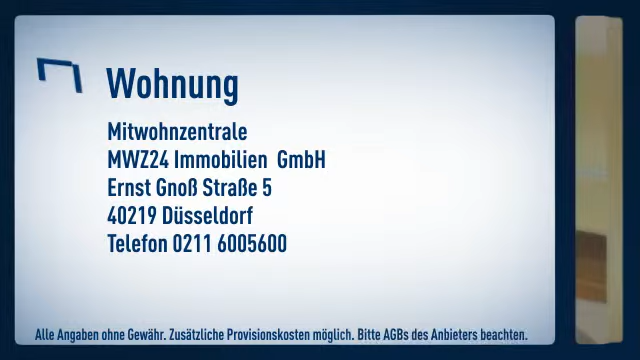 Wohnung
Mitwohnzentrale
MWZ24 Immobilien GmbH
Ernst Gnoß Straße 5
40219 Düsseldorf
Telefon 0211 6005600
Alle Angaben ohne Gewähr. Zusätzliche Provisionskosten möglich. Bitte AGBs des Anbieters beachten.